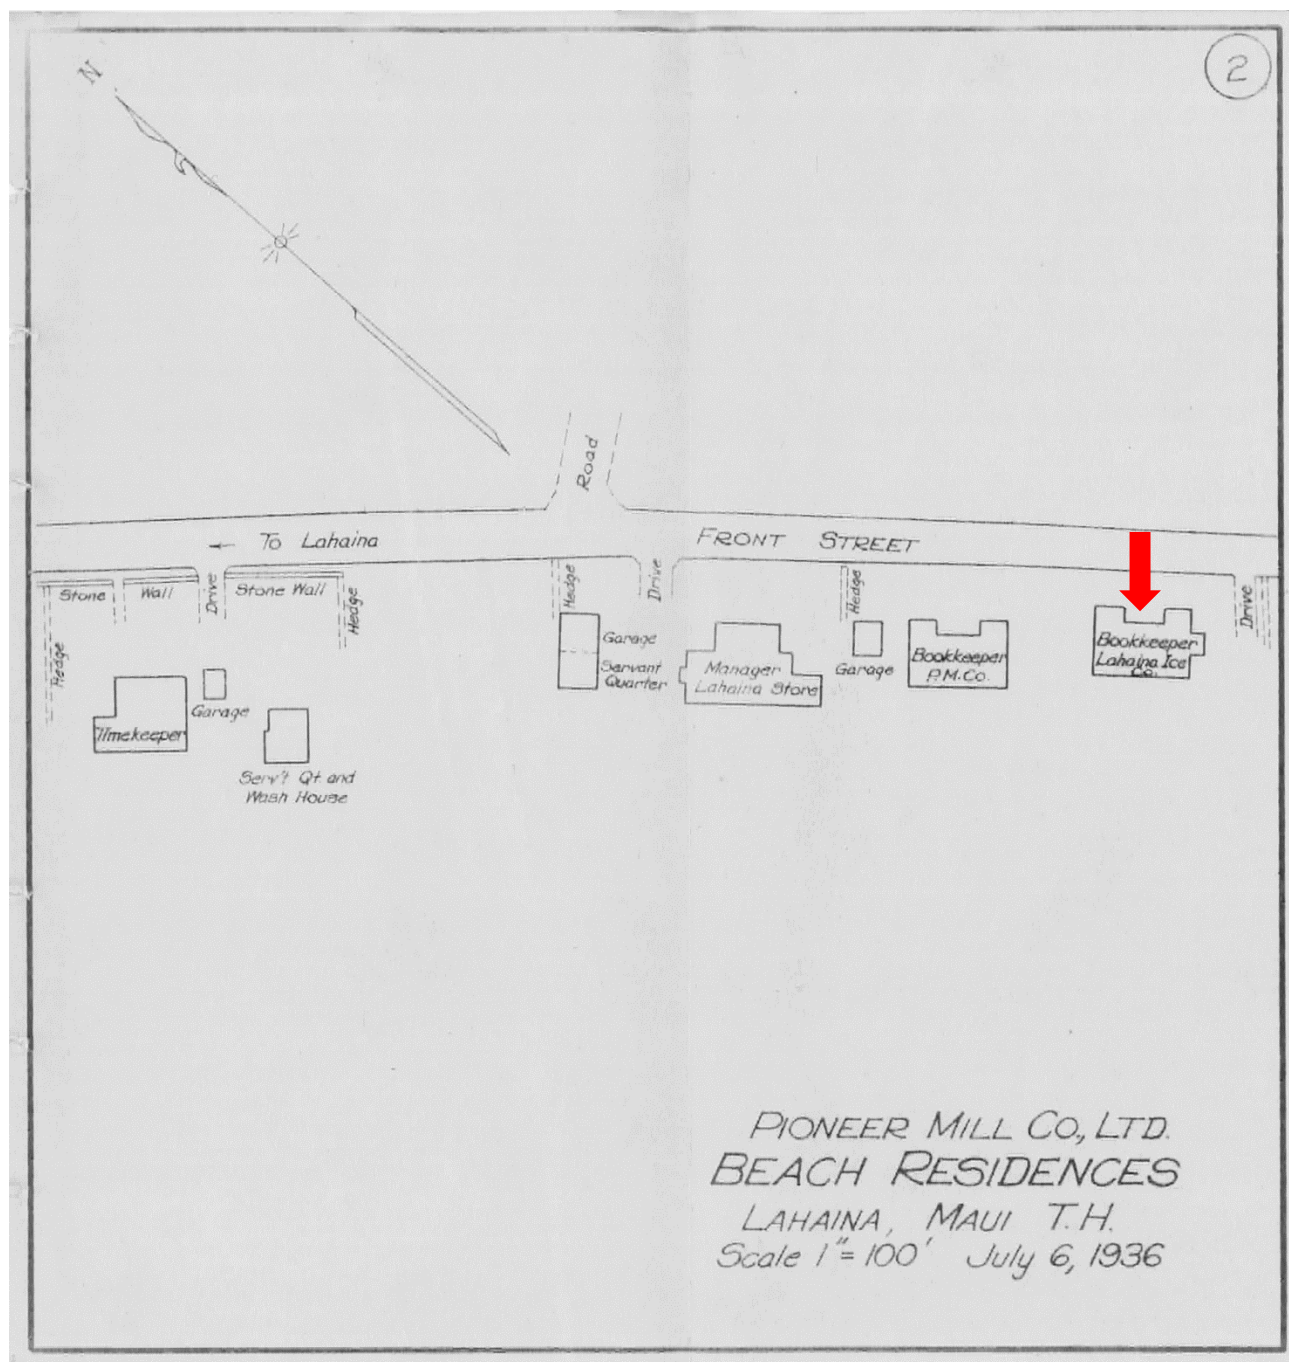 2
N
Road
← To Lahaina
FRONT STREET
Stone Wall
Drive
Stone Wall
Hedge
Hedge
Hedge
Drive
Hedge
Drive
Garage
Servant
Quarter
Manager
Lahaina Store
Garage
Bookkeeper
P.M.Co.
Bookkeeper
Lahaina Ice
Co.
Timekeeper
Garage
Serv't Qt. and
Wash House
PIONEER MILL CO., LTD.
BEACH RESIDENCES
LAHAINA, MAUI T.H.
Scale 1" = 100' July 6, 1936